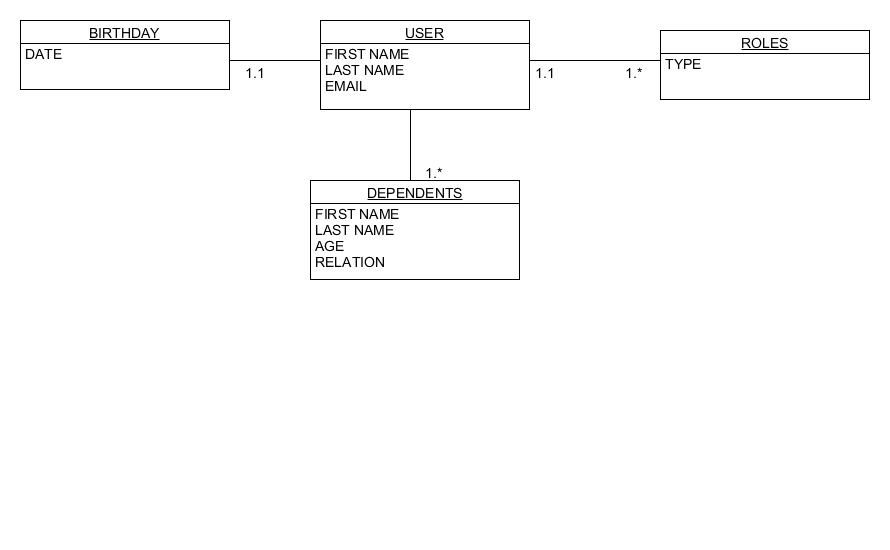 BIRTHDAY
DATE
1.1
USER
FIRST NAME
LAST NAME
EMAIL
1.1
1.*
ROLES
TYPE
1.*
DEPENDENTS
FIRST NAME
LAST NAME
AGE
RELATION